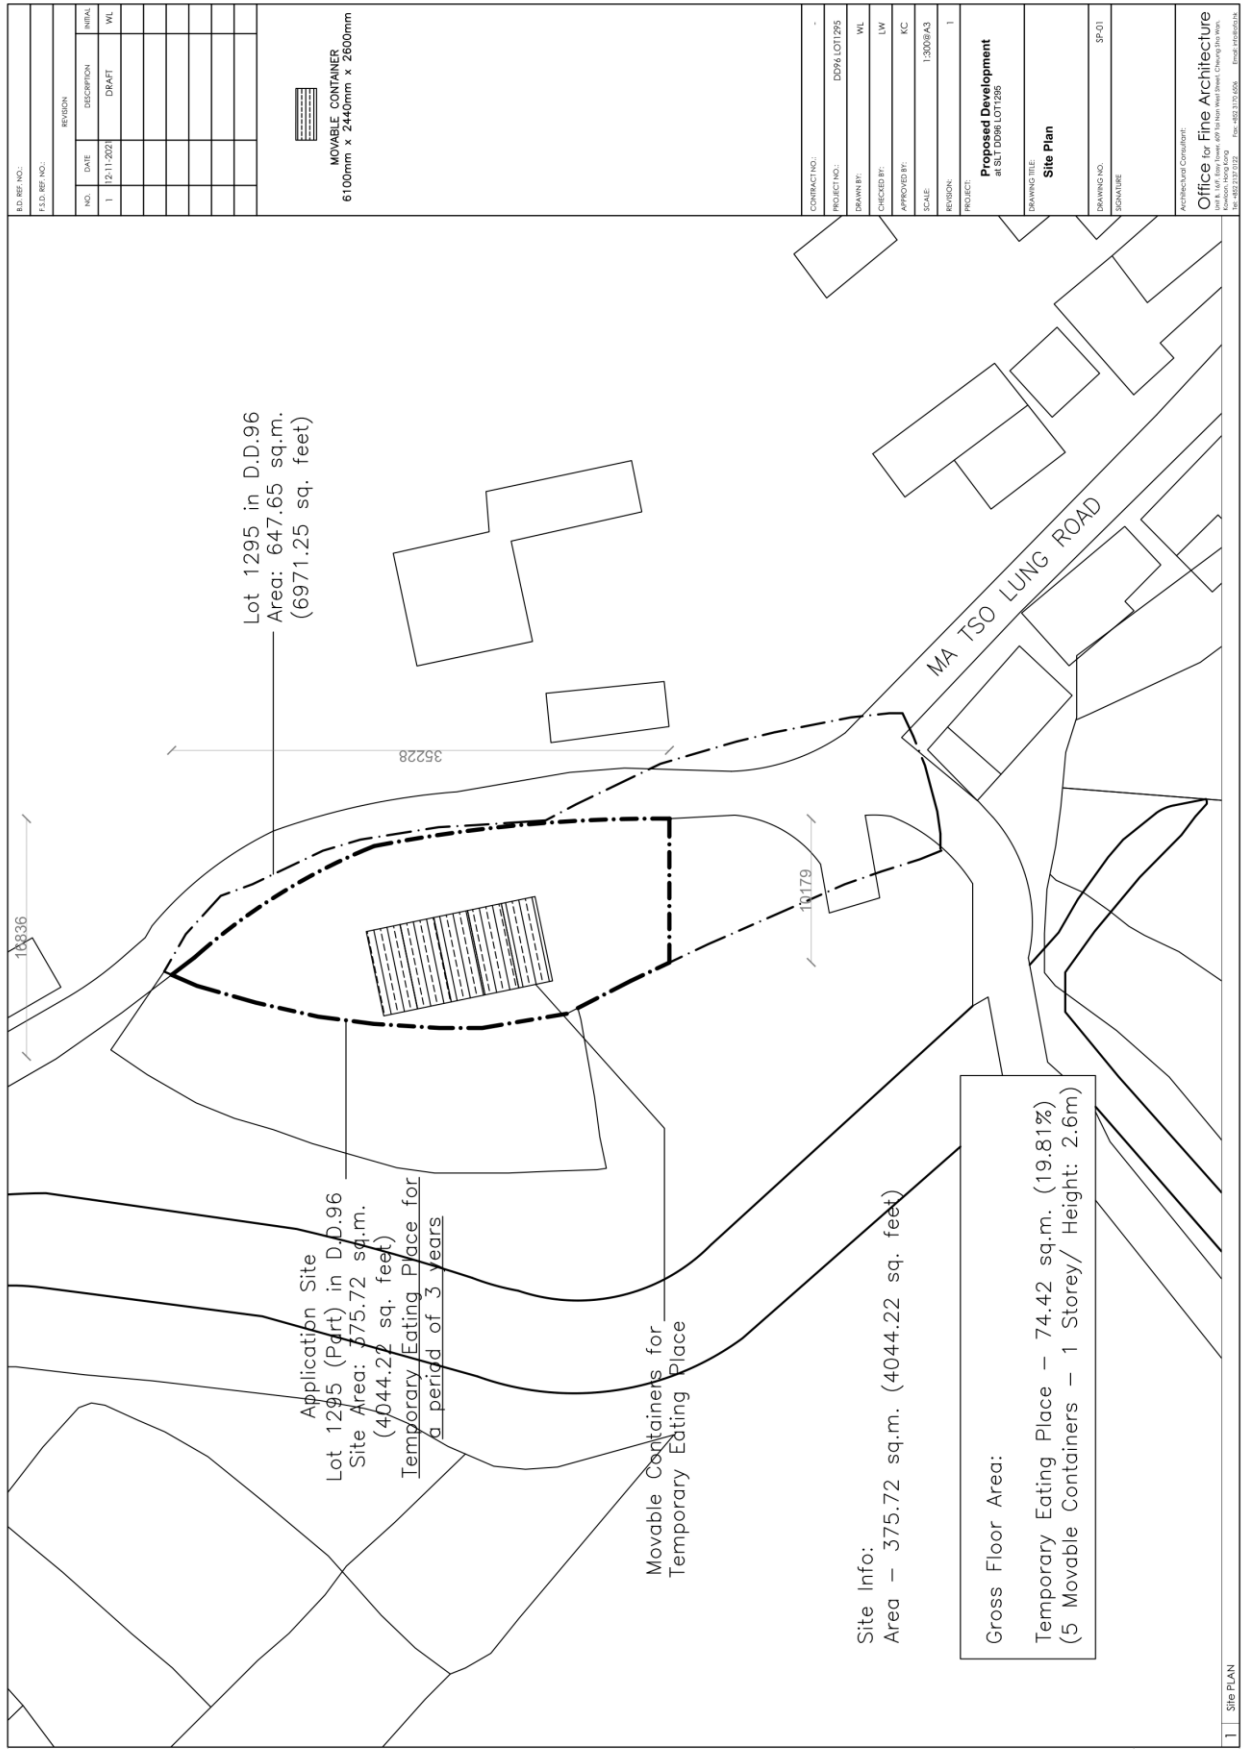 B.D. REF. NO.:
F.S.D. REF. NO.:
REVISION
NO. DATE DESCRIPTION INITIAL
1 12-11-2021 DRAFT WL
MOVABLE CONTAINER
6100mm x 2440mm x 2600mm
CONTRACT NO.: -
PROJECT NO.: DD96 LOT1295
DRAWN BY: WL
CHECKED BY: LW
APPROVED BY: KC
SCALE: 1:300@A3
REVISION: 1
PROJECT:
Proposed Development
at SLT DD96 LOT1295
DRAWING TITLE:
Site Plan
DRAWING NO. SP-01
SIGNATURE
Architectural Consultant:
Office for Fine Architecture
Kowloon, Hong Kong
Lot 1295 in D.D.96
Area: 647.65 sq.m.
(6971.25 sq. feet)
35228
16836
10179
MA TSO LUNG ROAD
Application Site
Lot 1295 (Part) in D.D.96
Site Area: 375.72 sq.m.
(4044.22 sq. feet)
Temporary Eating Place for
a period of 3 years
Movable Containers for
Temporary Eating Place
Site Info:
Area – 375.72 sq.m. (4044.22 sq. feet)
Gross Floor Area:
Temporary Eating Place – 74.42 sq.m. (19.81%)
(5 Movable Containers – 1 Storey/ Height: 2.6m)
1 Site PLAN